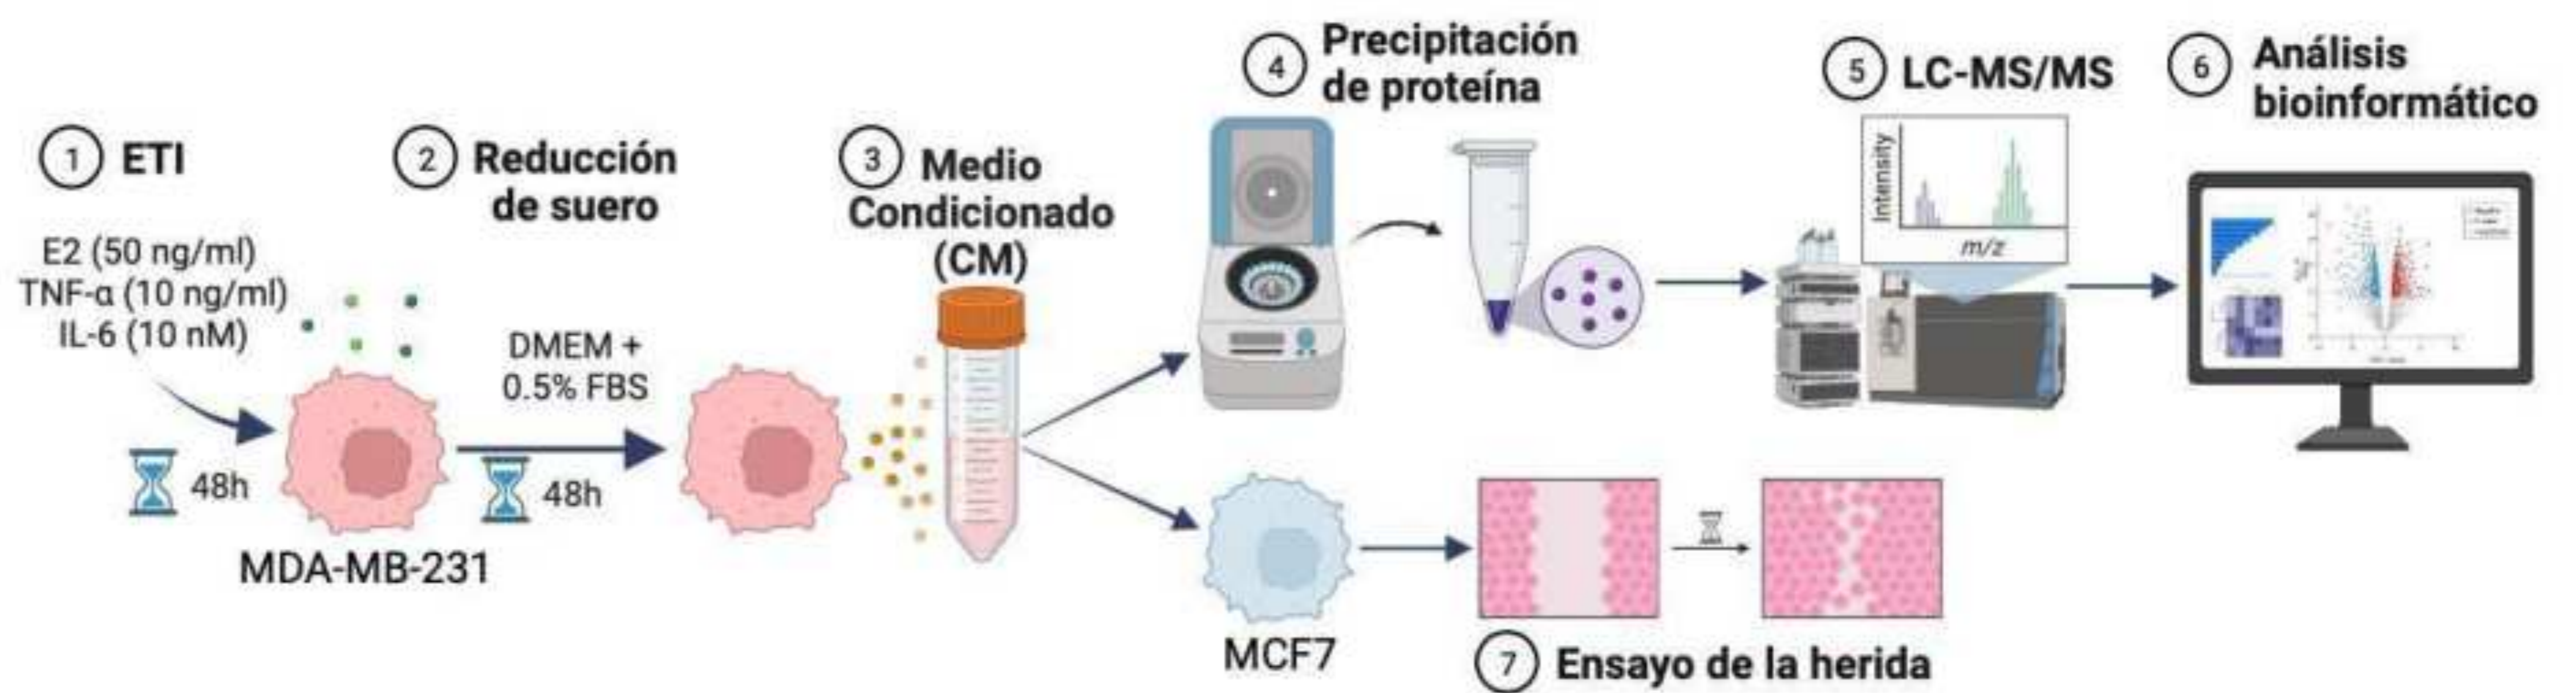 1 ETI
E2 (50 ng/ml)
TNF-α (10 ng/ml)
IL-6 (10 nM)
48h
MDA-MB-231
2 Reducción
de suero
DMEM +
0.5% FBS
48h
3 Medio
Condicionado
(CM)
4 Precipitación
de proteína
5 LC-MS/MS
Intensity
m/z
6 Análisis
bioinformático
MCF7
7 Ensayo de la herida